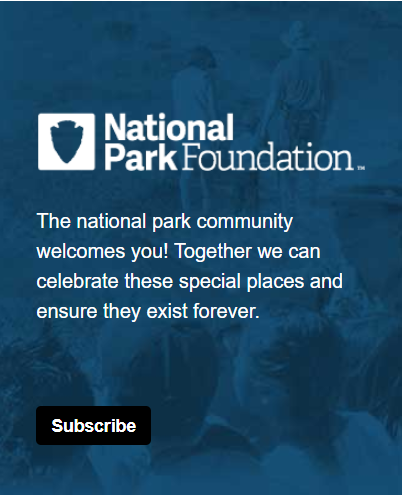 National
Park Foundation™
The national park community
welcomes you! Together we can
celebrate these special places and
ensure they exist forever.
Subscribe